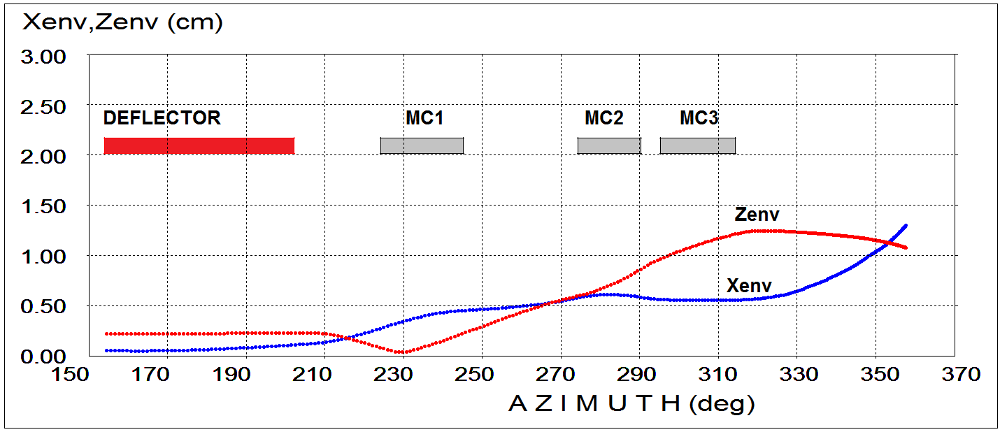 Xenv,Zenv (cm)
3.00
2.50
DEFLECTOR MC1 MC2 MC3
2.00
1.50
Zenv
1.00
Xenv
0.50
0.00
150 170 190 210 230 250 270 290 310 330 350 370
A Z I M U T H (deg)